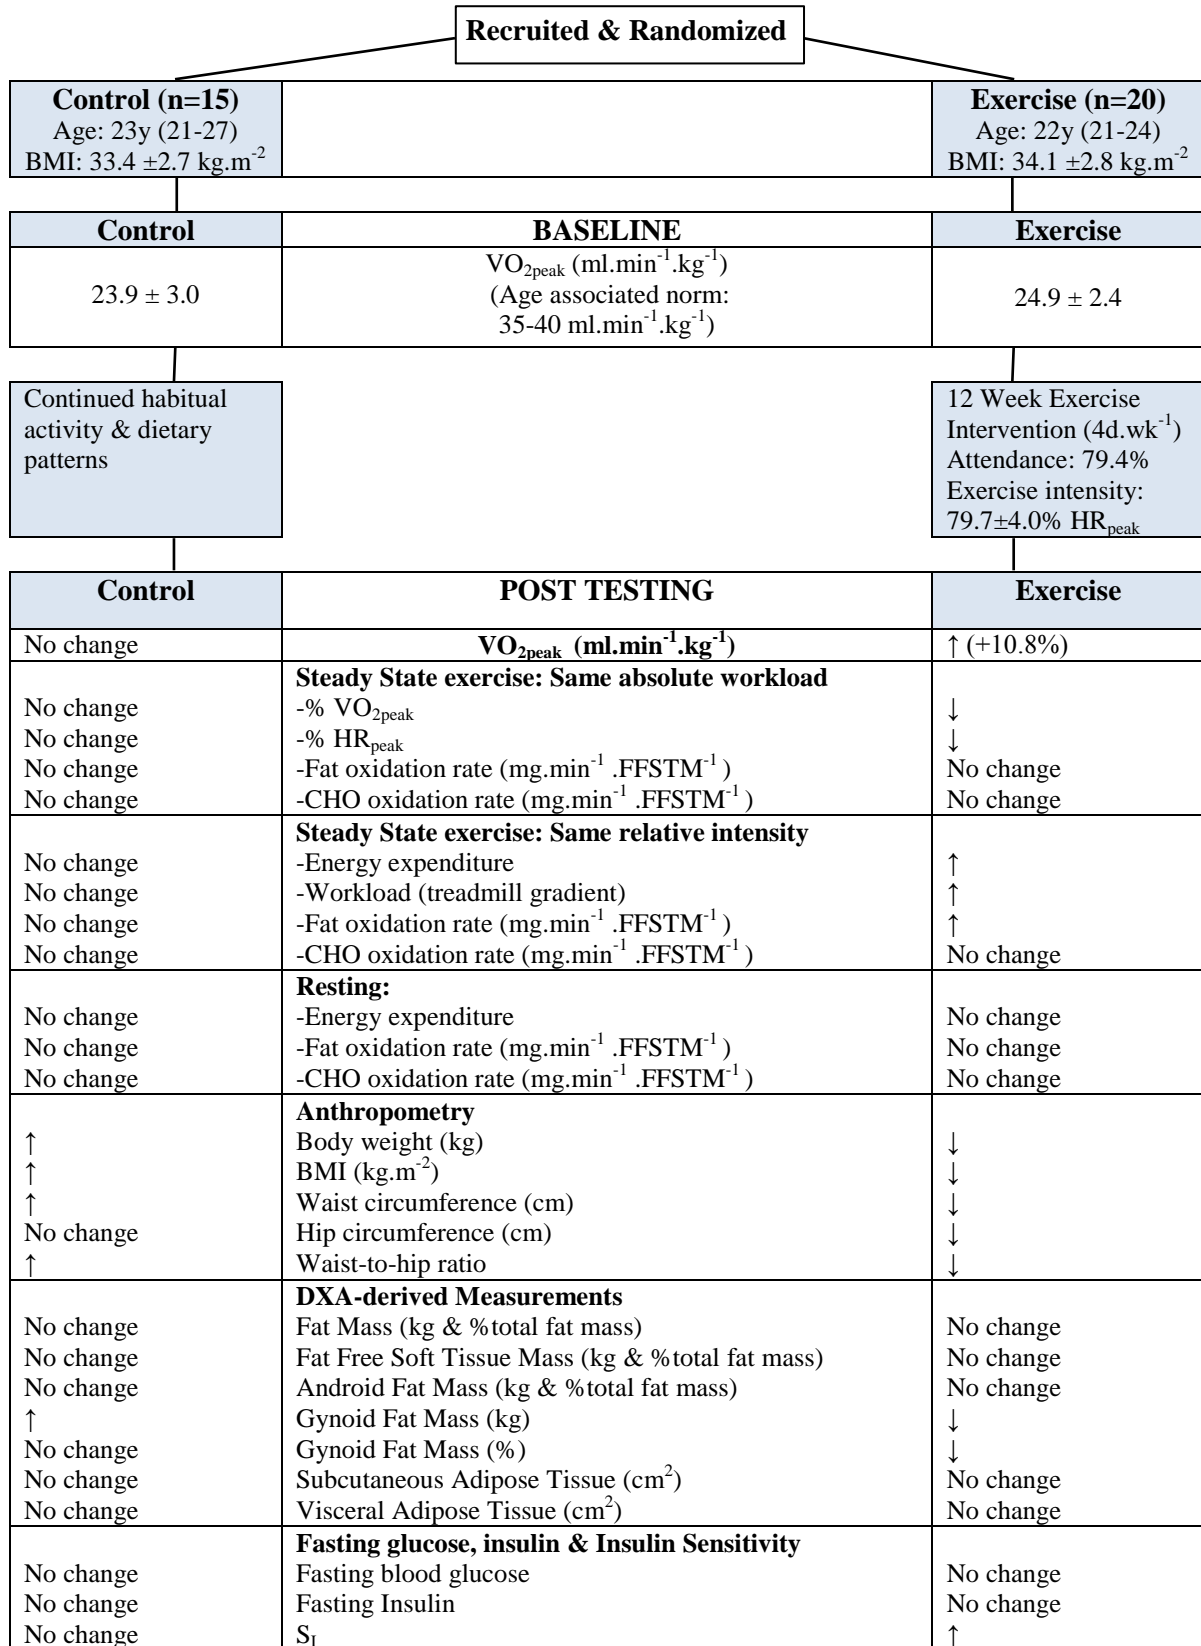 Recruited & Randomized
Control (n=15)
Age: 23y (21-27)
BMI: 33.4 ±2.7 kg.m⁻²
Exercise (n=20)
Age: 22y (21-24)
BMI: 34.1 ±2.8 kg.m⁻²
Control BASELINE Exercise
23.9 ± 3.0
VO₂peak (ml.min⁻¹.kg⁻¹)
(Age associated norm:
35-40 ml.min⁻¹.kg⁻¹)
24.9 ± 2.4
Continued habitual
activity & dietary
patterns
12 Week Exercise
Intervention (4d.wk⁻¹)
Attendance: 79.4%
Exercise intensity:
79.7±4.0% HRpeak
Control POST TESTING Exercise
No change VO₂peak (ml.min⁻¹.kg⁻¹) ↑ (+10.8%)
Steady State exercise: Same absolute workload
No change -% VO₂peak ↓
No change -% HRpeak ↓
No change -Fat oxidation rate (mg.min⁻¹ .FFSTM⁻¹ ) No change
No change -CHO oxidation rate (mg.min⁻¹ .FFSTM⁻¹ ) No change
Steady State exercise: Same relative intensity
No change -Energy expenditure ↑
No change -Workload (treadmill gradient) ↑
No change -Fat oxidation rate (mg.min⁻¹ .FFSTM⁻¹ ) ↑
No change -CHO oxidation rate (mg.min⁻¹ .FFSTM⁻¹ ) No change
Resting:
No change -Energy expenditure No change
No change -Fat oxidation rate (mg.min⁻¹ .FFSTM⁻¹ ) No change
No change -CHO oxidation rate (mg.min⁻¹ .FFSTM⁻¹ ) No change
Anthropometry
↑ Body weight (kg) ↓
↑ BMI (kg.m⁻²) ↓
↑ Waist circumference (cm) ↓
No change Hip circumference (cm) ↓
↑ Waist-to-hip ratio ↓
DXA-derived Measurements
No change Fat Mass (kg & %total fat mass) No change
No change Fat Free Soft Tissue Mass (kg & %total fat mass) No change
No change Android Fat Mass (kg & %total fat mass) No change
↑ Gynoid Fat Mass (kg) ↓
No change Gynoid Fat Mass (%) ↓
No change Subcutaneous Adipose Tissue (cm²) No change
No change Visceral Adipose Tissue (cm²) No change
Fasting glucose, insulin & Insulin Sensitivity
No change Fasting blood glucose No change
No change Fasting Insulin No change
No change S_I ↑